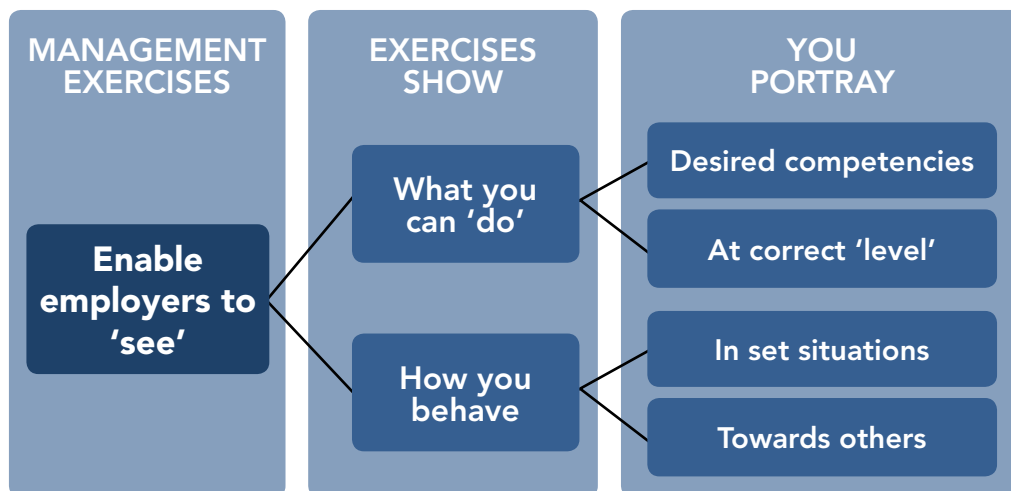 MANAGEMENT
EXERCISES
Enable
employers to
‘see’
EXERCISES
SHOW
What you
can ‘do’
How you
behave
YOU
PORTRAY
Desired competencies
At correct ‘level’
In set situations
Towards others